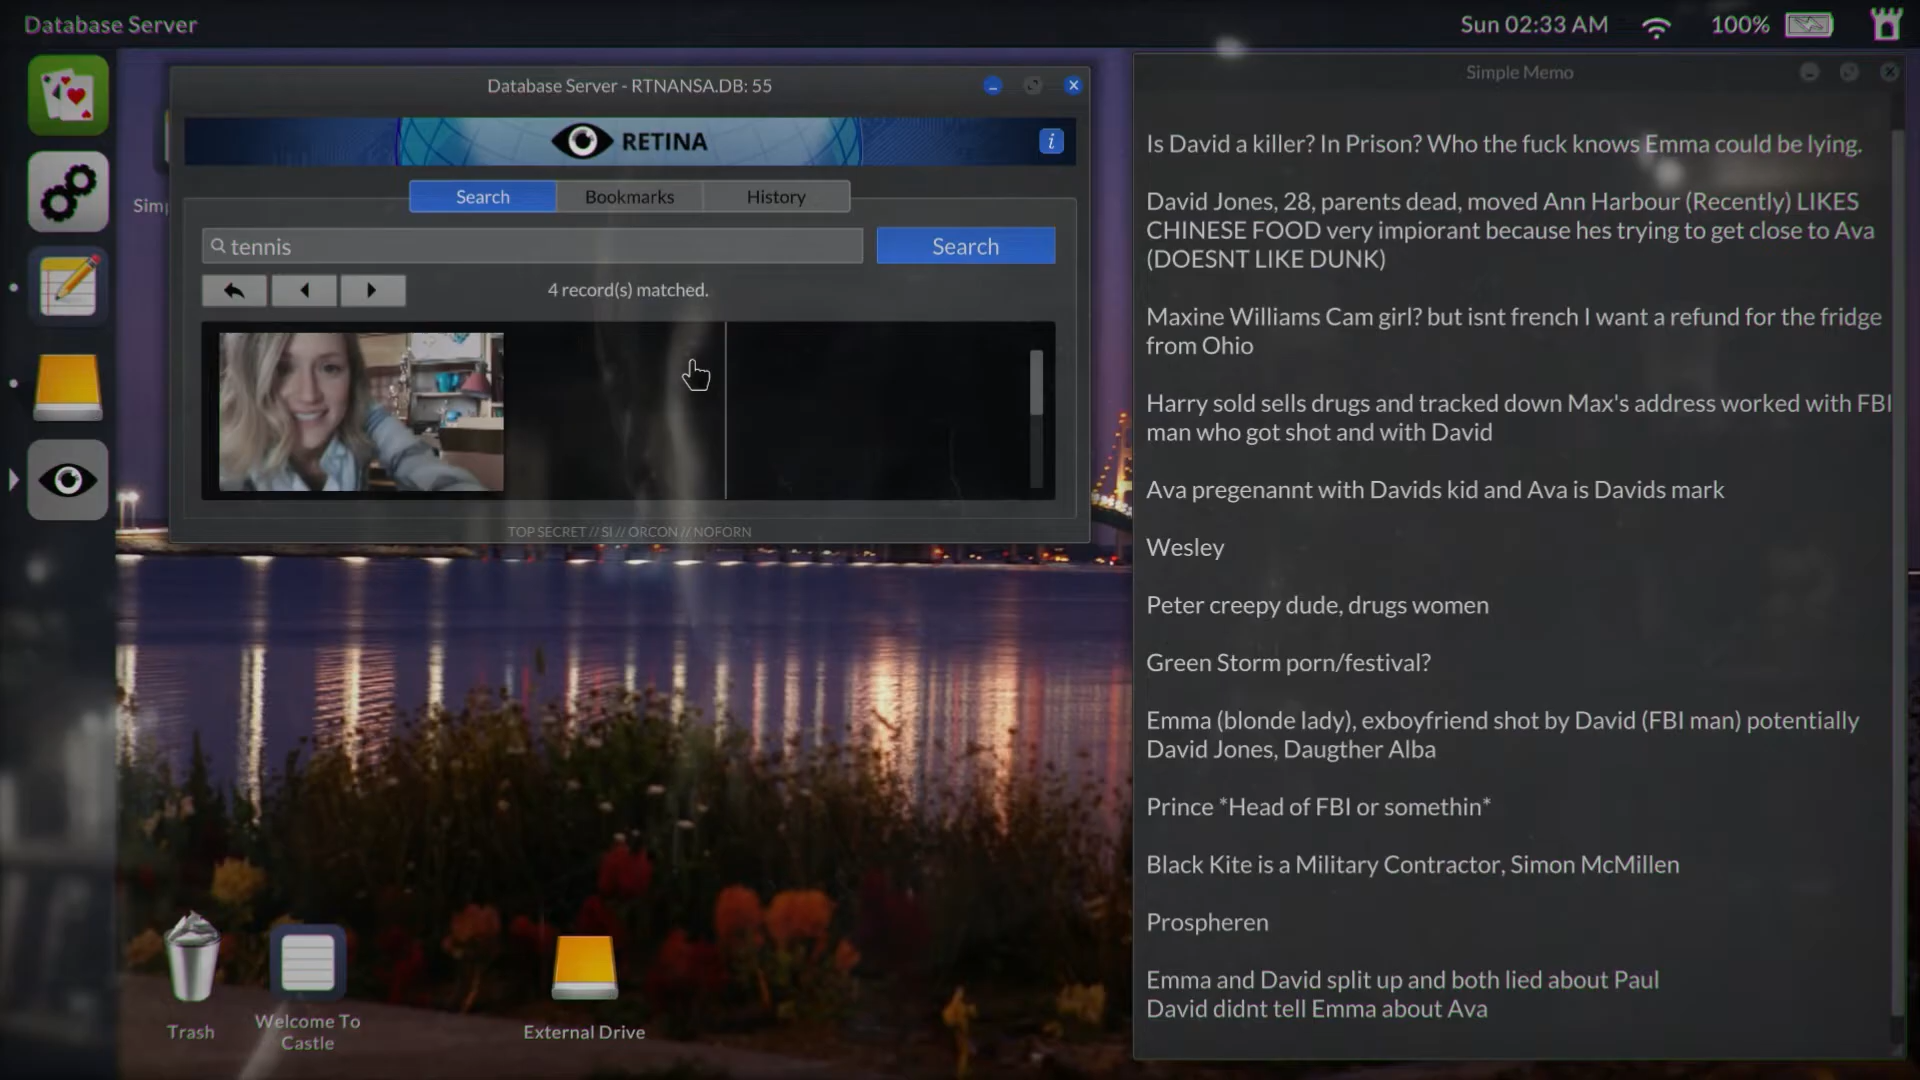 Database Server
Sun 02:33 AM
100%
Database Server - RTNANSA.DB: 55
RETINA
i
Search
Bookmarks
History
tennis
Search
4 record(s) matched.
TOP SECRET // SI // ORCON // NOFORN
Simp
Trash
Welcome To
Castle
External Drive
Simple Memo
Is David a killer? In Prison? Who the fuck knows Emma could be lying.
David Jones, 28, parents dead, moved Ann Harbour (Recently) LIKES
CHINESE FOOD very impiorant because hes trying to get close to Ava
(DOESNT LIKE DUNK)
Maxine Williams Cam girl? but isnt french I want a refund for the fridge
from Ohio
Harry sold sells drugs and tracked down Max's address worked with FBI
man who got shot and with David
Ava pregenannt with Davids kid and Ava is Davids mark
Wesley
Peter creepy dude, drugs women
Green Storm porn/festival?
Emma (blonde lady), exboyfriend shot by David (FBI man) potentially
David Jones, Daugther Alba
Prince *Head of FBI or somethin*
Black Kite is a Military Contractor, Simon McMillen
Prospheren
Emma and David split up and both lied about Paul
David didnt tell Emma about Ava